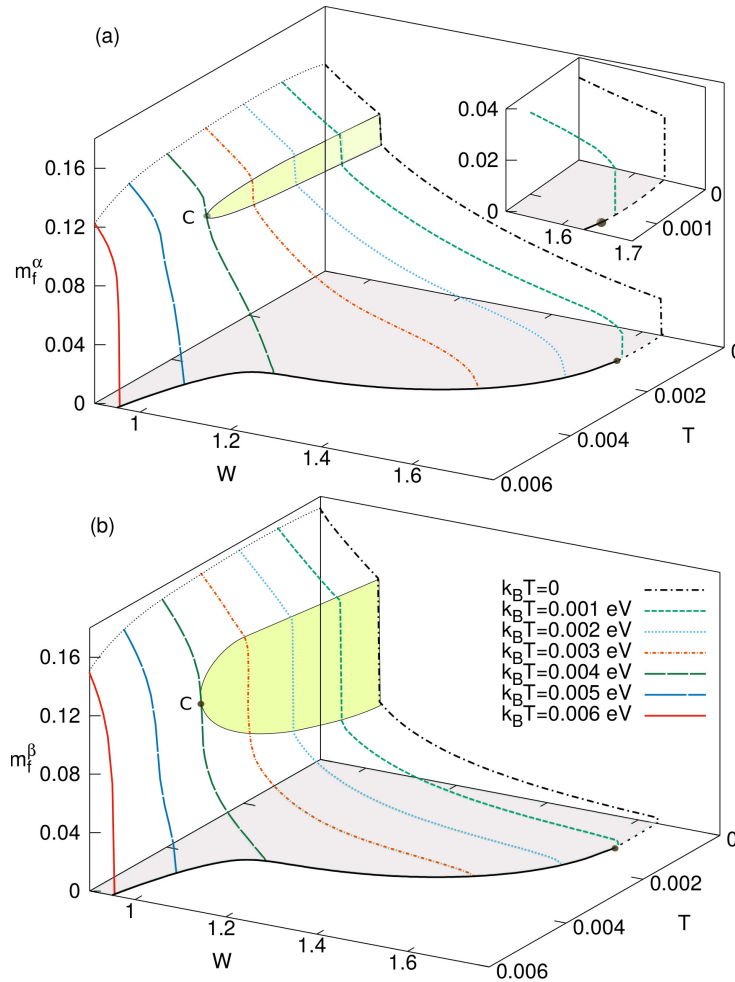 (a)
0.16
0.12
0.08
0.04
0
m_f^α
C
1
1.2
1.4
1.6
W
0
0.002
0.004
0.006
T
0.04
0.02
0
1.6
1.7
0
0.001
(b)
0.16
0.12
0.08
0.04
0
m_f^β
C
k_BT=0
k_BT=0.001 eV
k_BT=0.002 eV
k_BT=0.003 eV
k_BT=0.004 eV
k_BT=0.005 eV
k_BT=0.006 eV
1
1.2
1.4
1.6
W
0
0.002
0.004
0.006
T